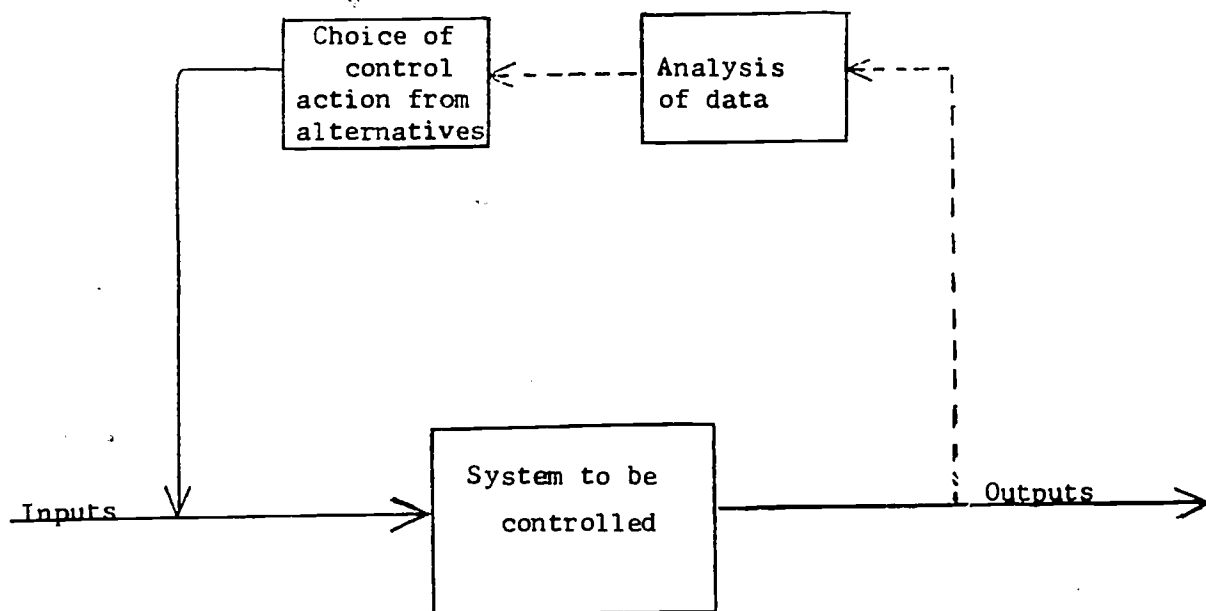 Choice of
control
action from
alternatives
Analysis
of data
System to be
controlled
Inputs
Outputs